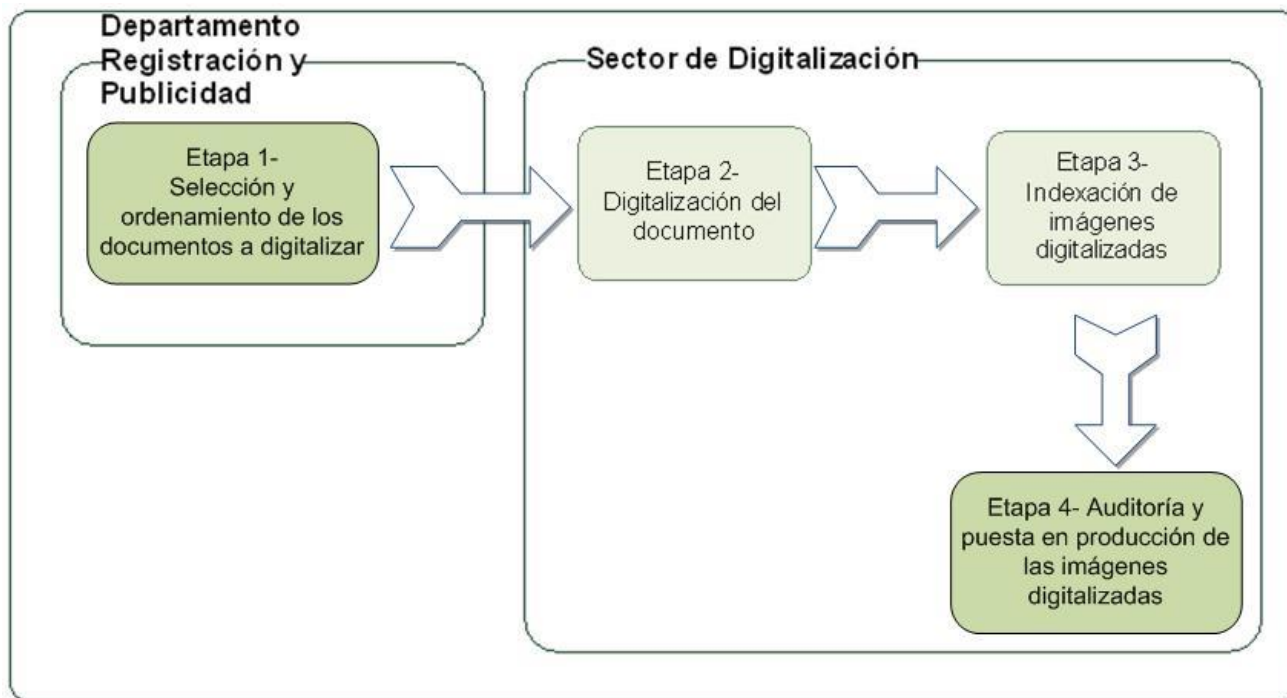 Departamento
Registración y
Publicidad
Etapa 1-
Selección y
ordenamiento de los
documentos a digitalizar
Sector de Digitalización
Etapa 2-
Digitalización del
documento
Etapa 3-
Indexación de
imágenes
digitalizadas
Etapa 4- Auditoría y
puesta en producción de
las imágenes
digitalizadas